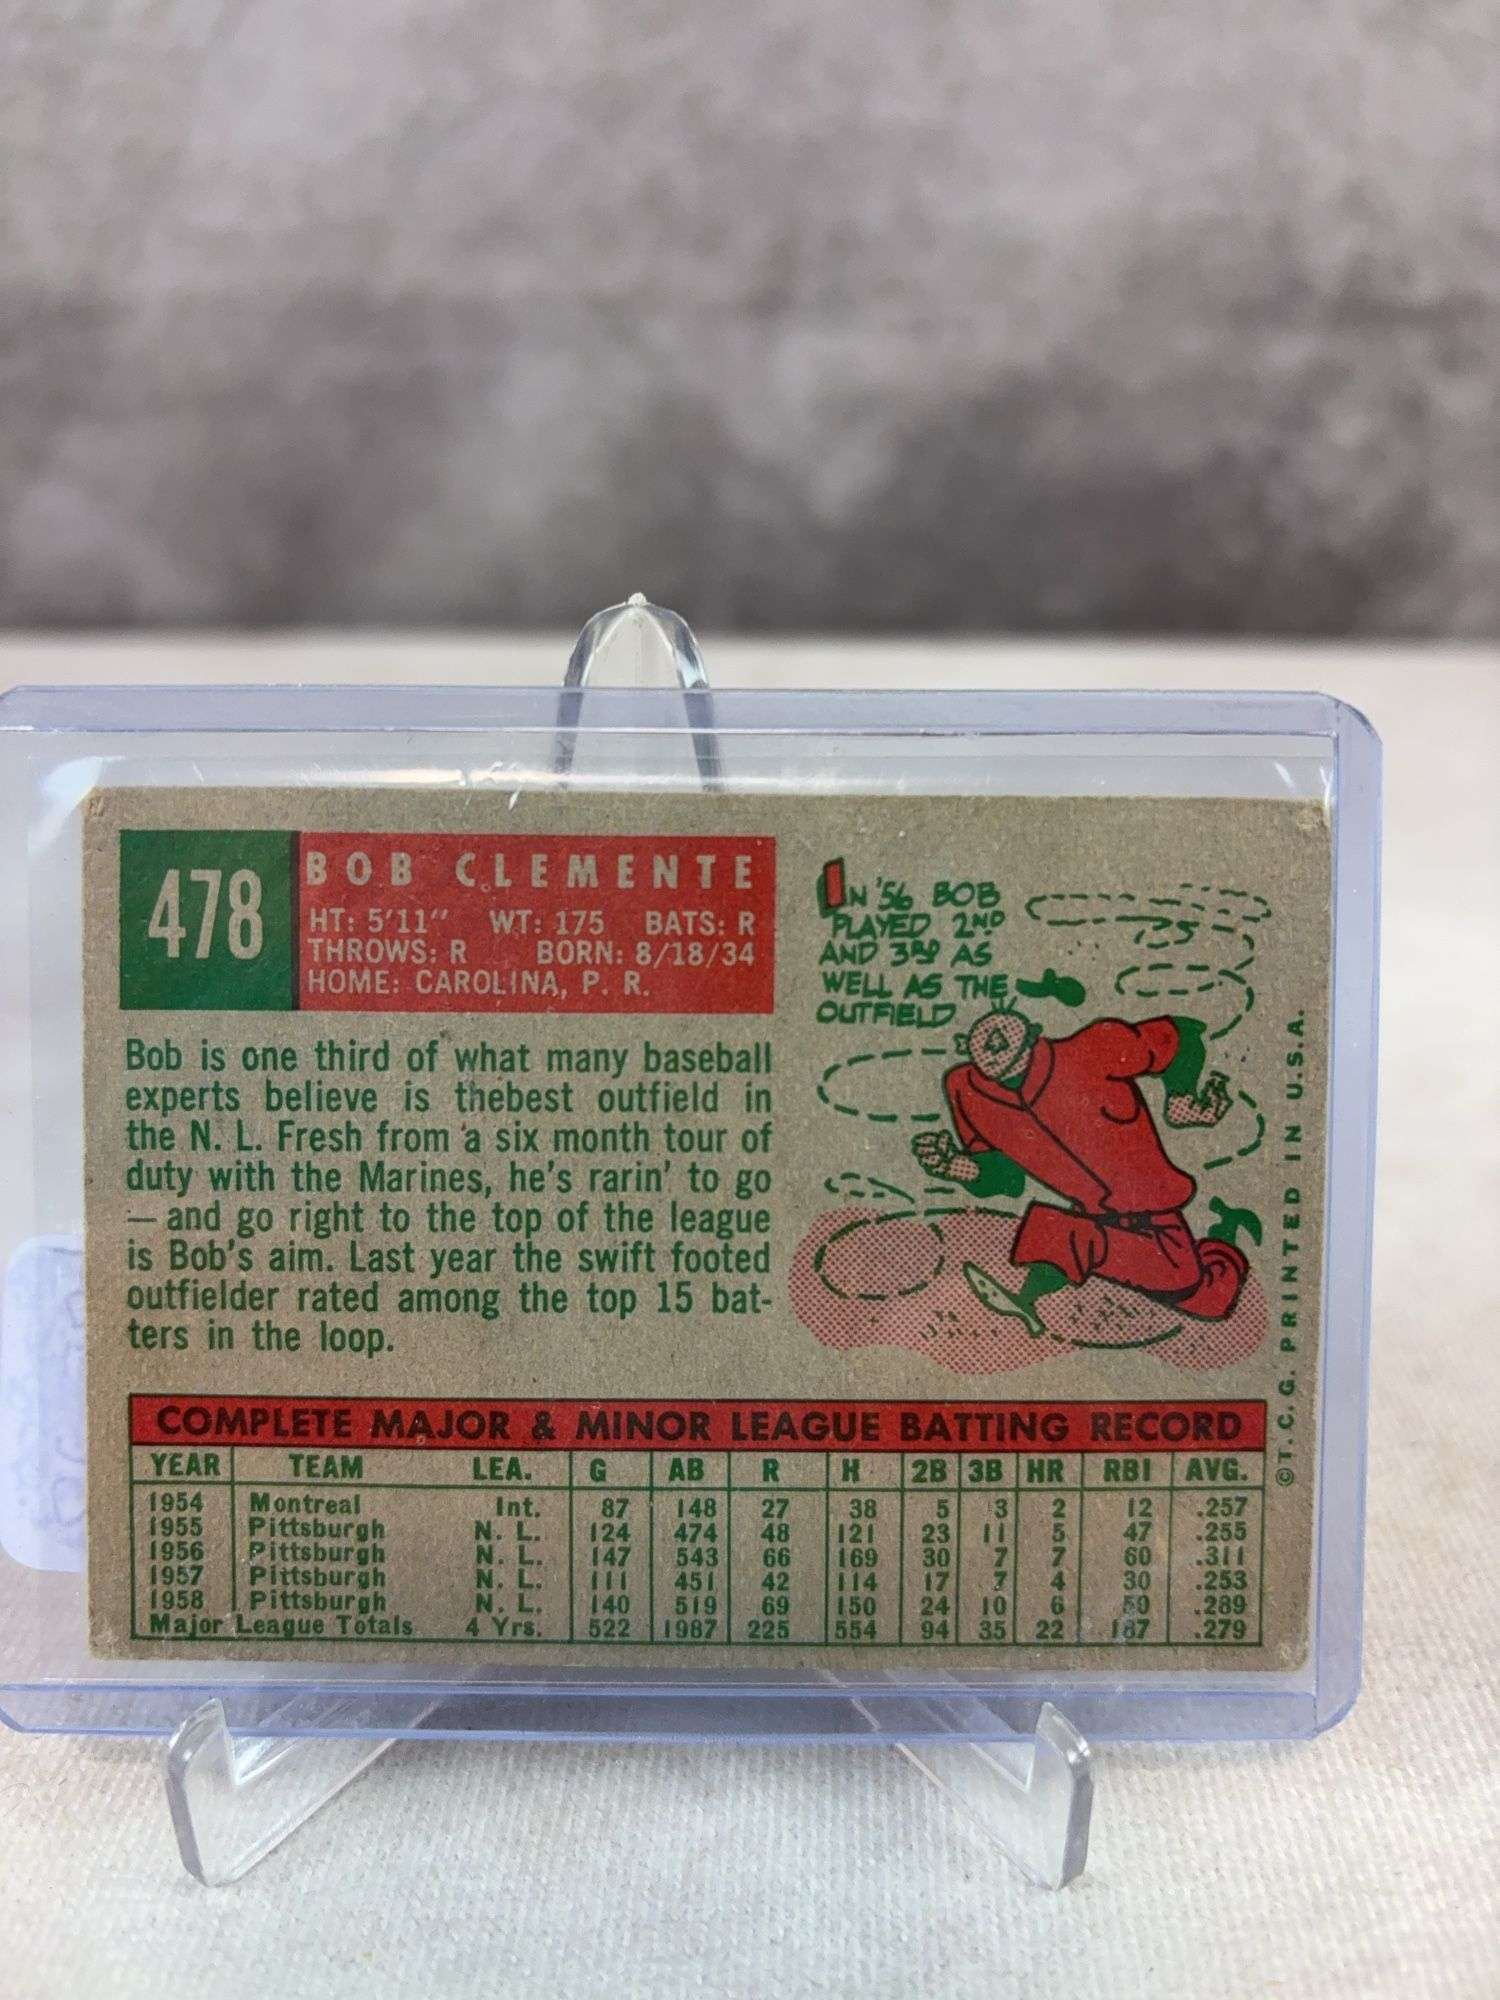 478
BOB CLEMENTE
HT: 5'11" WT: 175 BATS: R
THROWS: R BORN: 8/18/34
HOME: CAROLINA, P. R.
IN '56 BOB
PLAYED 2ND
AND 3RD AS
WELL AS THE
OUTFIELD
Bob is one third of what many baseball
experts believe is thebest outfield in
the N. L. Fresh from a six month tour of
duty with the Marines, he's rarin' to go
— and go right to the top of the league
is Bob's aim. Last year the swift footed
outfielder rated among the top 15 bat-
ters in the loop.
©T. C. G. PRINTED IN U.S.A.
COMPLETE MAJOR & MINOR LEAGUE BATTING RECORD
YEAR TEAM LEA. G AB R H 2B 3B HR RBI AVG.
1954 Montreal Int. 87 148 27 38 5 3 2 12 .257
1955 Pittsburgh N. L. 124 474 48 121 23 11 5 47 .255
1956 Pittsburgh N. L. 147 543 66 169 30 7 7 60 .311
1957 Pittsburgh N. L. 111 451 42 114 17 7 4 30 .253
1958 Pittsburgh N. L. 140 519 69 150 24 10 6 50 .289
Major League Totals 4 Yrs. 522 1987 225 554 94 35 22 187 .279